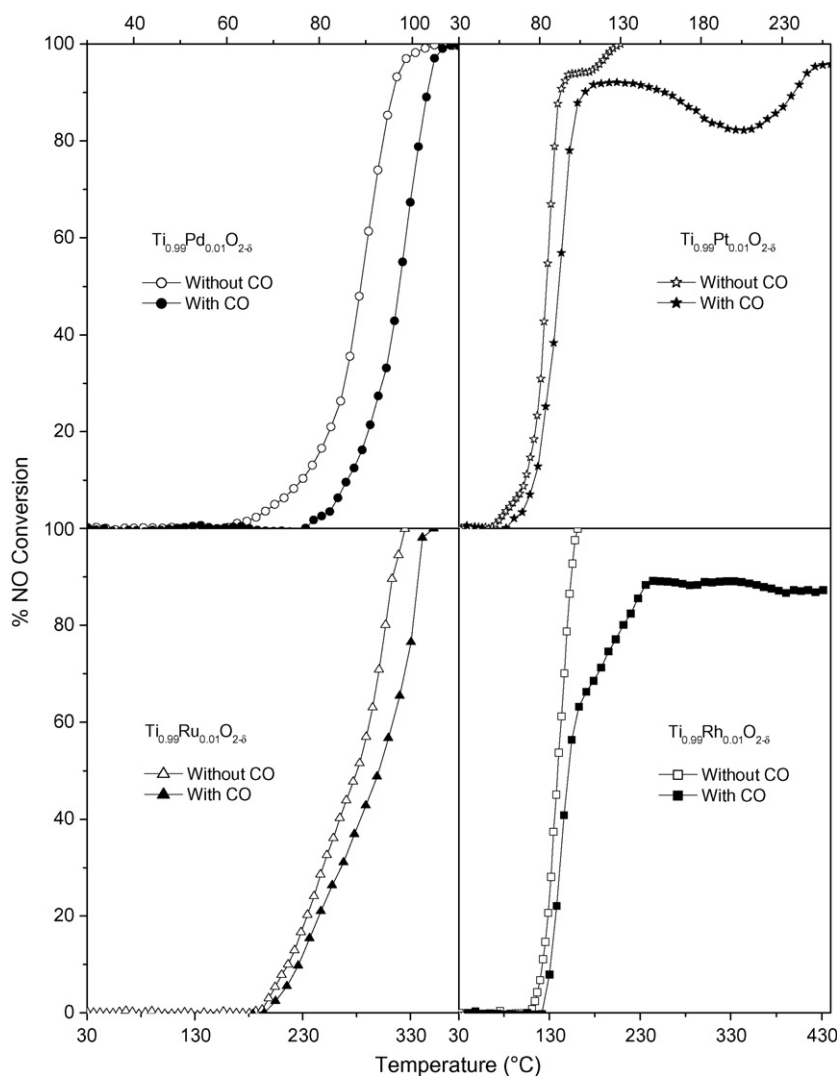 40 60 80 100 30 80 130 180 230
100
80
60
40
20
100
80
60
40
20
0
% NO Conversion
Ti0.99Pd0.01O2-δ
Without CO
With CO
Ti0.99Pt0.01O2-δ
Without CO
With CO
Ti0.99Ru0.01O2-δ
Without CO
With CO
Ti0.99Rh0.01O2-δ
Without CO
With CO
30 130 230 330 30 130 230 330 430
Temperature (°C)